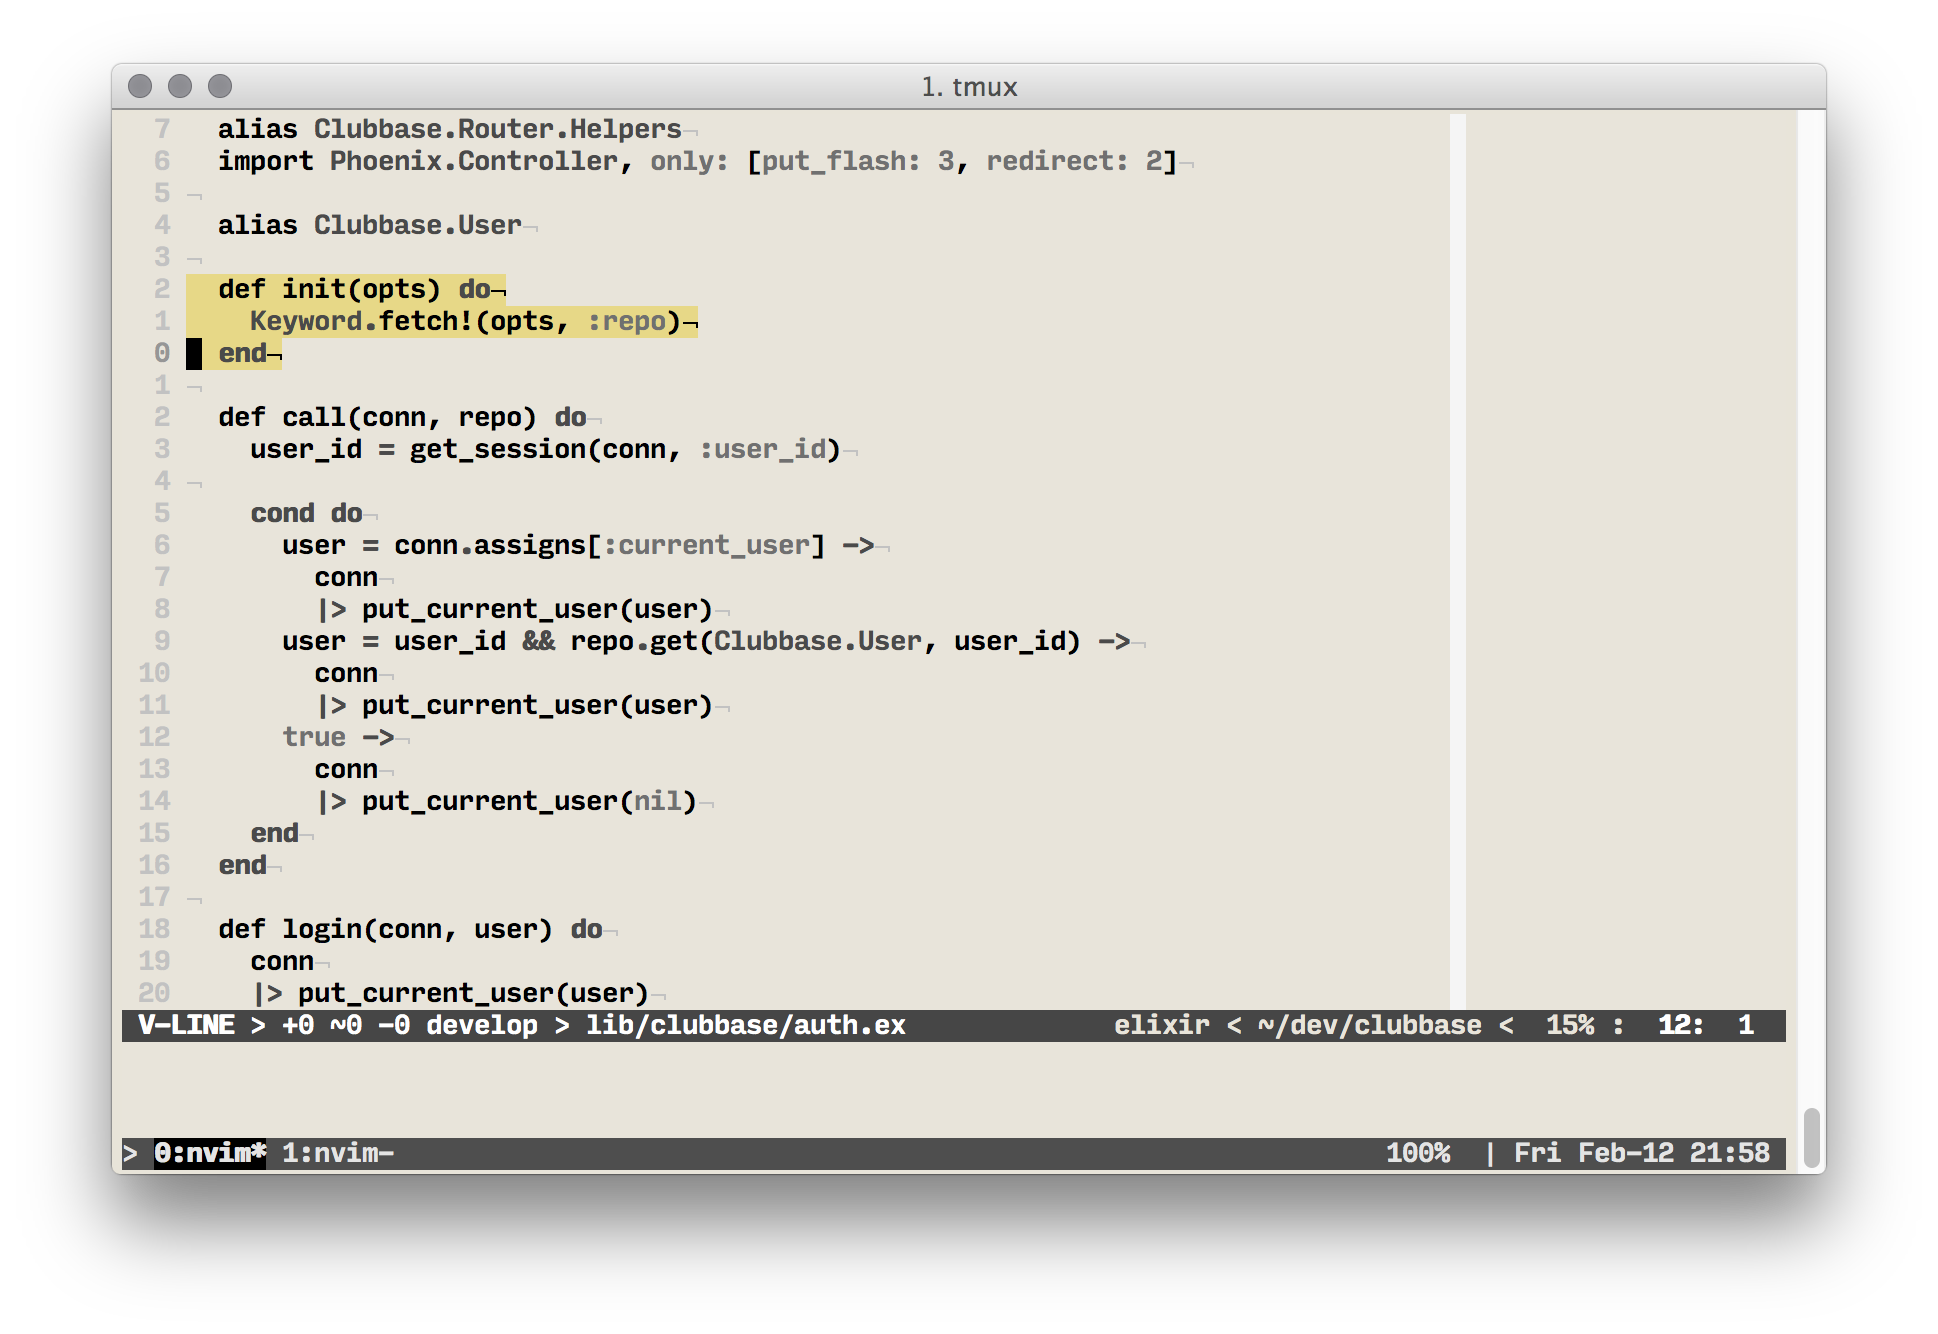 1. tmux
7   alias Clubbase.Router.Helpers¬
6   import Phoenix.Controller, only: [put_flash: 3, redirect: 2]¬
5 ¬
4   alias Clubbase.User¬
3 ¬
2   def init(opts) do¬
1     Keyword.fetch!(opts, :repo)¬
0   end¬
1 ¬
2   def call(conn, repo) do¬
3     user_id = get_session(conn, :user_id)¬
4 ¬
5     cond do¬
6       user = conn.assigns[:current_user] ->¬
7         conn¬
8         |> put_current_user(user)¬
9       user = user_id && repo.get(Clubbase.User, user_id) ->¬
10         conn¬
11         |> put_current_user(user)¬
12       true ->¬
13         conn¬
14         |> put_current_user(nil)¬
15     end¬
16   end¬
17 ¬
18   def login(conn, user) do¬
19     conn¬
20     |> put_current_user(user)¬
V-LINE > +0 ~0 -0 develop > lib/clubbase/auth.ex elixir < ~/dev/clubbase < 15% : 12: 1
> 0:nvim* 1:nvim- 100% | Fri Feb-12 21:58